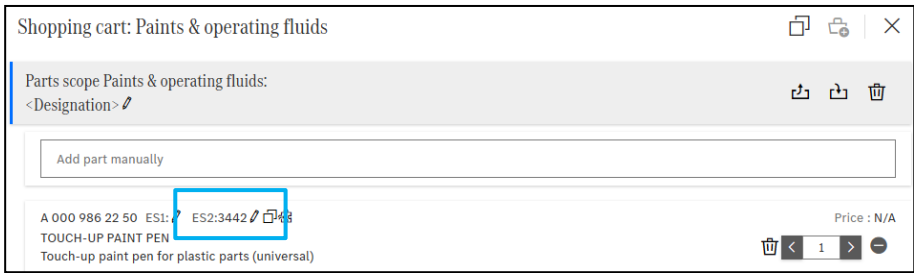 Shopping cart: Paints & operating fluids
Parts scope Paints & operating fluids:
<Designation>
Add part manually
A 000 986 22 50 ES1: ES2:3442
Price : N/A
TOUCH-UP PAINT PEN
1
Touch-up paint pen for plastic parts (universal)